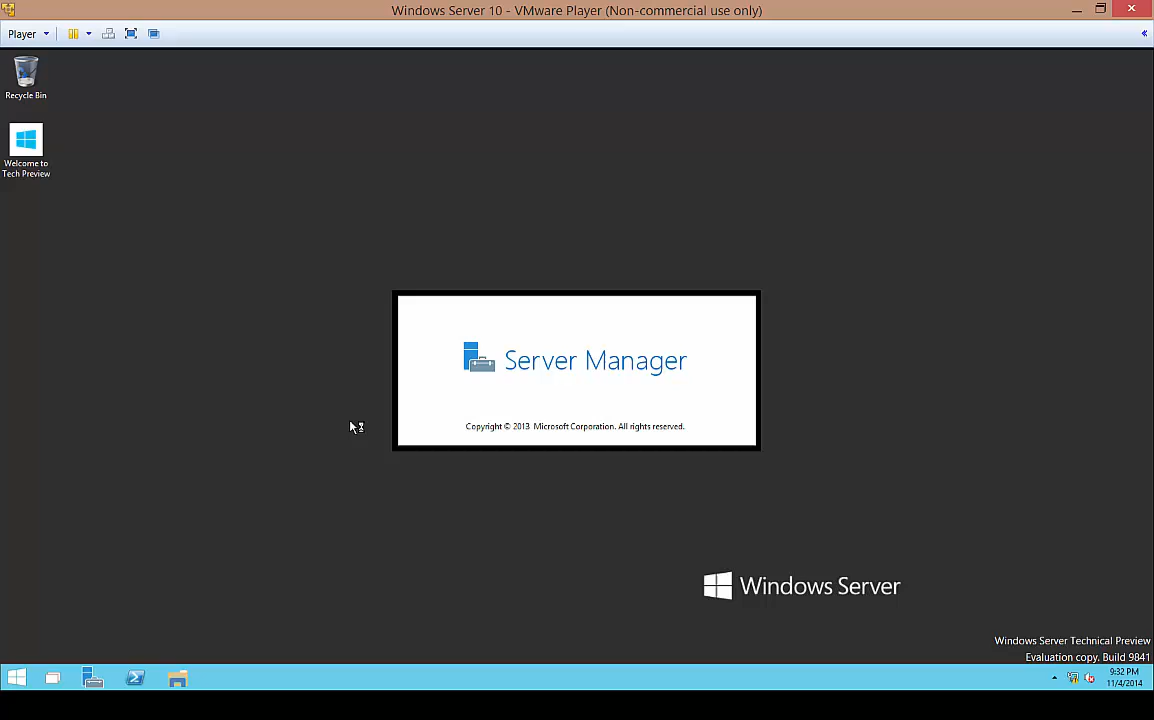 Windows Server 10 - VMware Player (Non-commercial use only)
Player
Recycle Bin
Welcome to
Tech Preview
Server Manager
Copyright © 2013 Microsoft Corporation. All rights reserved.
Windows Server
Windows Server Technical Preview
Evaluation copy. Build 9841
9:32 PM
11/4/2014